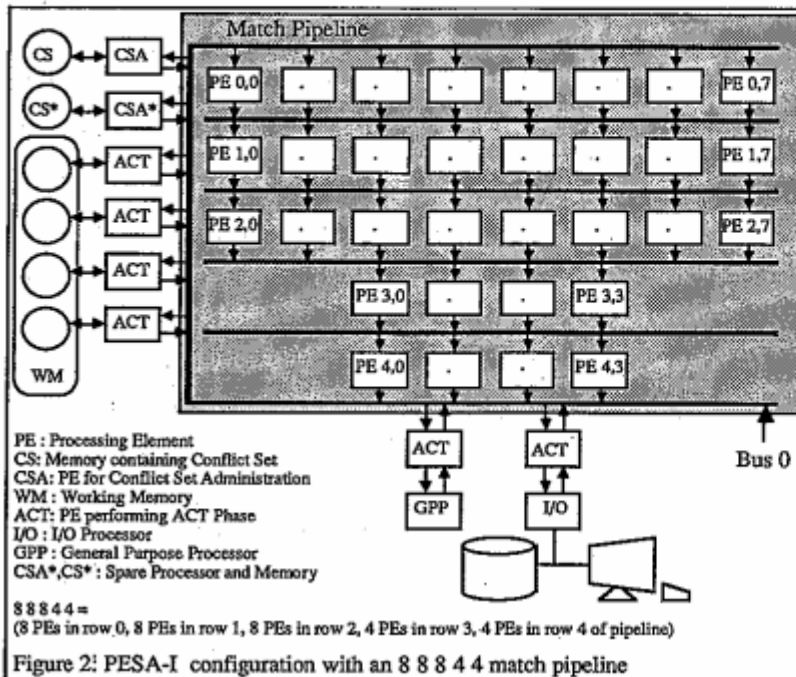 Match Pipeline
CS CSA
PE 0,0 . . . . . . PE 0,7
CS* CSA*
ACT
PE 1,0 . . . . . . PE 1,7
ACT
PE 2,0 . . . . . . PE 2,7
ACT
PE 3,0 . . PE 3,3
ACT
PE 4,0 . . PE 4,3
WM
ACT ACT
Bus 0
GPP I/O
PE : Processing Element
CS: Memory containing Conflict Set
CSA: PE for Conflict Set Administration
WM : Working Memory
ACT: PE performing ACT Phase
I/O : I/O Processor
GPP : General Purpose Processor
CSA*,CS* : Spare Processor and Memory
8 8 8 4 4 =
(8 PEs in row 0, 8 PEs in row 1, 8 PEs in row 2, 4 PEs in row 3, 4 PEs in row 4 of pipeline)
Figure 2: PESA-I configuration with an 8 8 8 4 4 match pipeline